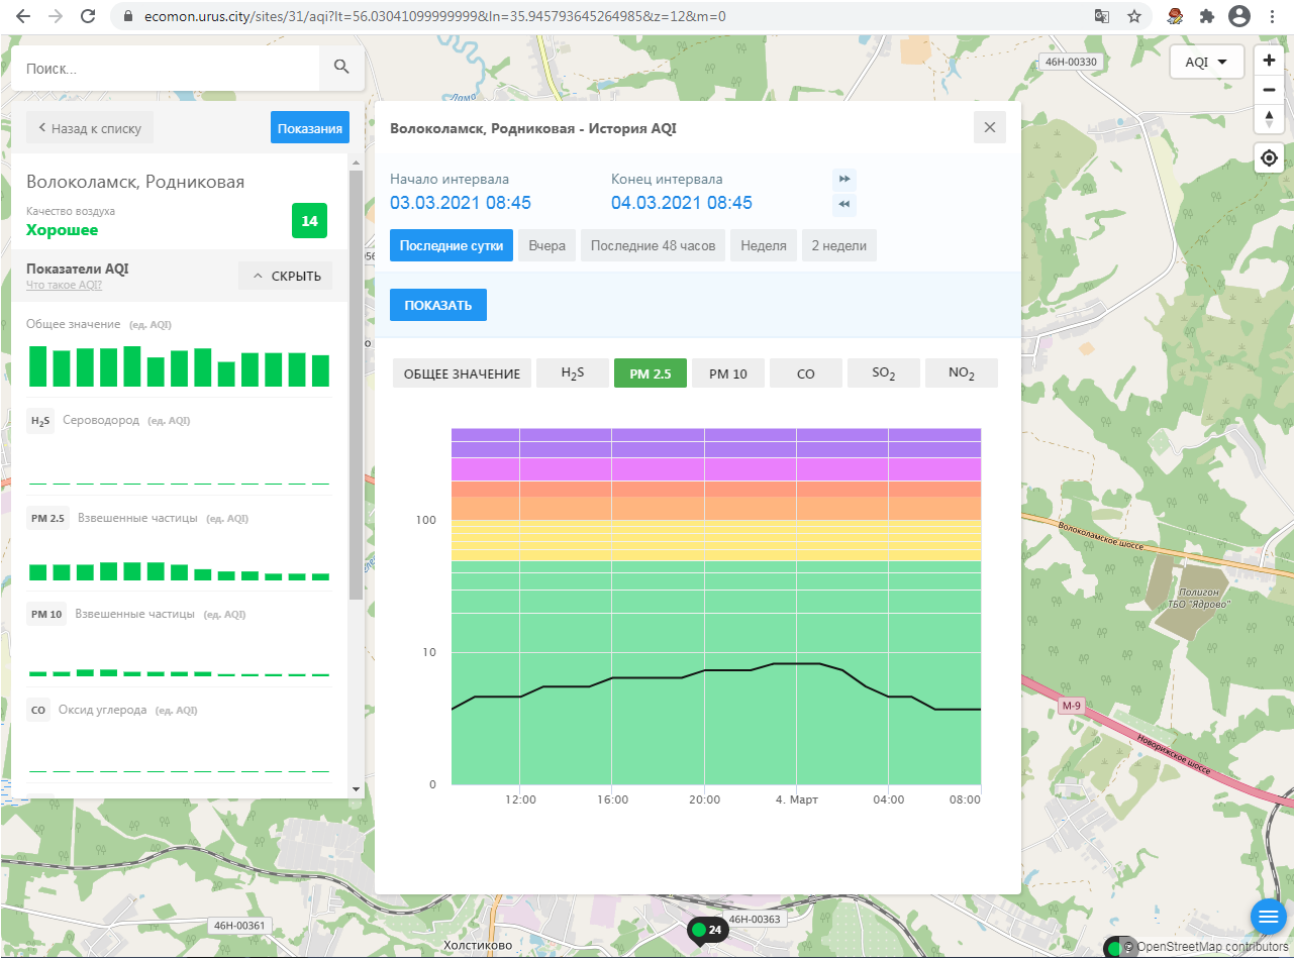 ecomon.urus.city/sites/31/aqi?lt=56.03041099999999&ln=35.945793645264985&z=12&m=0
Поиск...
Лама
46Н-00330
AQI
Назад к списку
Показания
Волоколамск, Родниковая
Качество воздуха
Хорошее
14
Показатели AQI
Что такое AQI?
СКРЫТЬ
Общее значение (ед. AQI)
H2S Сероводород (ед. AQI)
PM 2.5 Взвешенные частицы (ед. AQI)
PM 10 Взвешенные частицы (ед. AQI)
CO Оксид углерода (ед. AQI)
Волоколамск, Родниковая - История AQI
Начало интервала
03.03.2021 08:45
Конец интервала
04.03.2021 08:45
Последние сутки
Вчера
Последние 48 часов
Неделя
2 недели
ПОКАЗАТЬ
ОБЩЕЕ ЗНАЧЕНИЕ
H2S
PM 2.5
PM 10
CO
SO2
NO2
100
10
0
12:00
16:00
20:00
4. Март
04:00
08:00
Волоколамское шоссе
Полигон
ТБО "Ядрово"
М-9
Новорижское шоссе
46Н-00361
46Н-00363
24
Холстиково
© OpenStreetMap contributors